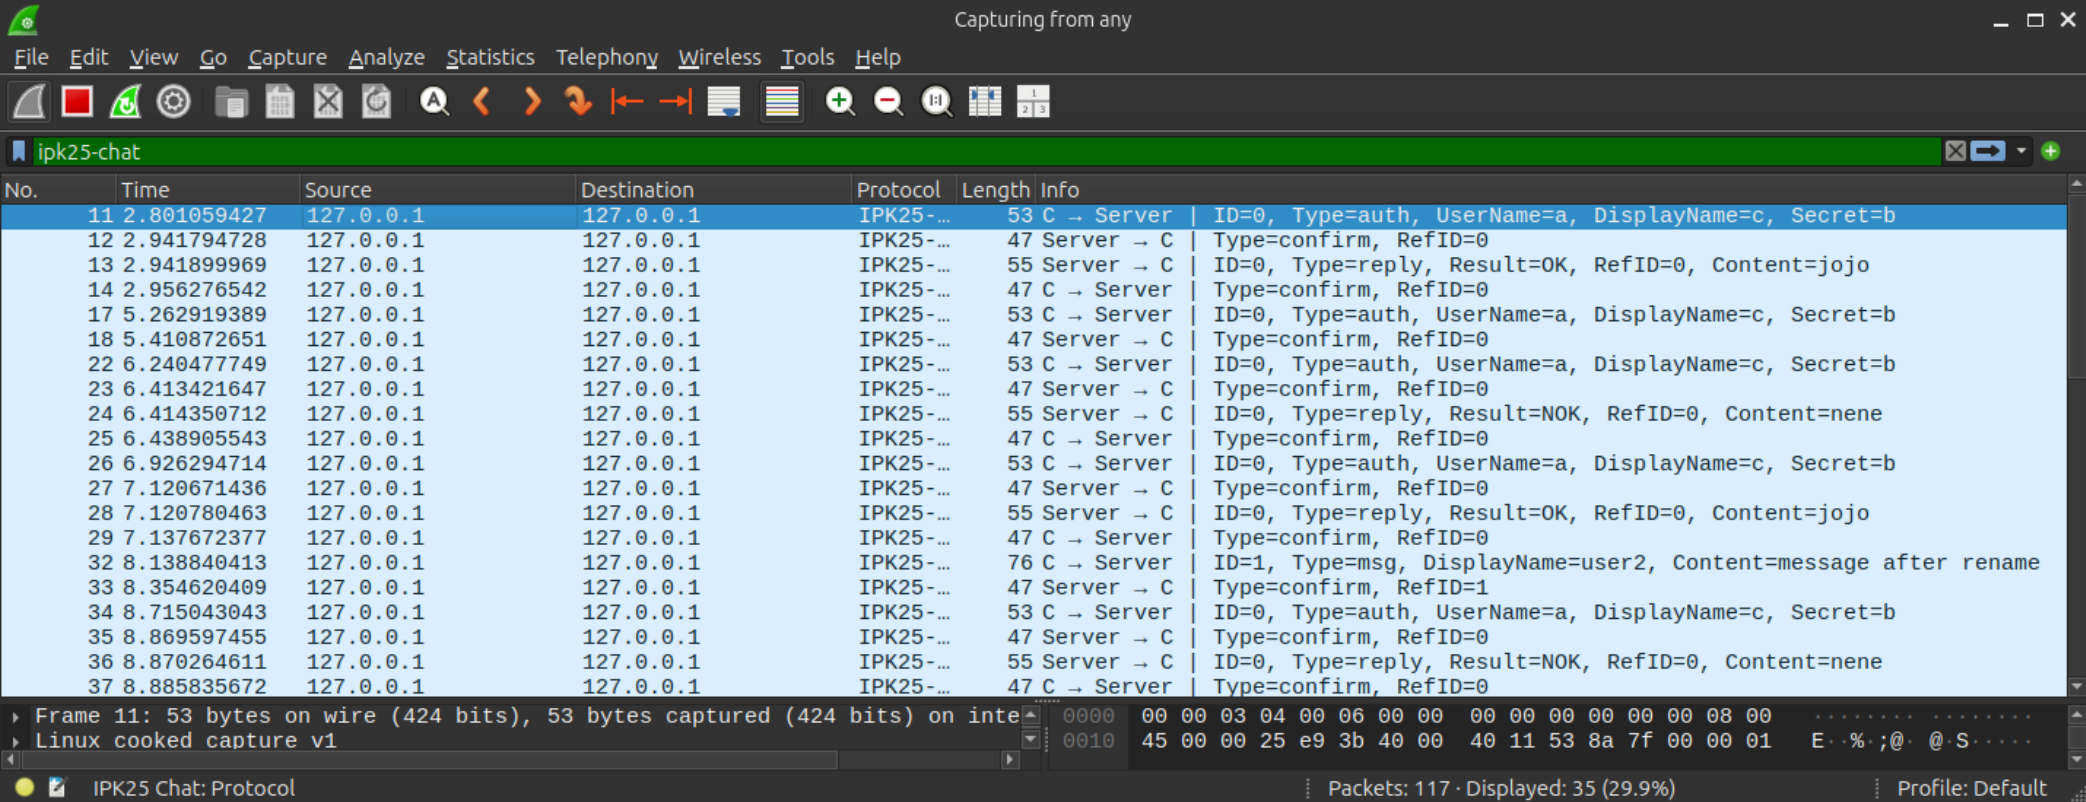 Capturing from any
File Edit View Go Capture Analyze Statistics Telephony Wireless Tools Help
ipk25-chat
No. Time Source Destination Protocol Length Info
11 2.801059427 127.0.0.1 127.0.0.1 IPK25-… 53 C → Server | ID=0, Type=auth, UserName=a, DisplayName=c, Secret=b
12 2.941794728 127.0.0.1 127.0.0.1 IPK25-… 47 Server → C | Type=confirm, RefID=0
13 2.941899969 127.0.0.1 127.0.0.1 IPK25-… 55 Server → C | ID=0, Type=reply, Result=OK, RefID=0, Content=jojo
14 2.956276542 127.0.0.1 127.0.0.1 IPK25-… 47 C → Server | Type=confirm, RefID=0
17 5.262919389 127.0.0.1 127.0.0.1 IPK25-… 53 C → Server | ID=0, Type=auth, UserName=a, DisplayName=c, Secret=b
18 5.410872651 127.0.0.1 127.0.0.1 IPK25-… 47 Server → C | Type=confirm, RefID=0
22 6.240477749 127.0.0.1 127.0.0.1 IPK25-… 53 C → Server | ID=0, Type=auth, UserName=a, DisplayName=c, Secret=b
23 6.413421647 127.0.0.1 127.0.0.1 IPK25-… 47 Server → C | Type=confirm, RefID=0
24 6.414350712 127.0.0.1 127.0.0.1 IPK25-… 55 Server → C | ID=0, Type=reply, Result=NOK, RefID=0, Content=nene
25 6.438905543 127.0.0.1 127.0.0.1 IPK25-… 47 C → Server | Type=confirm, RefID=0
26 6.926294714 127.0.0.1 127.0.0.1 IPK25-… 53 C → Server | ID=0, Type=auth, UserName=a, DisplayName=c, Secret=b
27 7.120671436 127.0.0.1 127.0.0.1 IPK25-… 47 Server → C | Type=confirm, RefID=0
28 7.120780463 127.0.0.1 127.0.0.1 IPK25-… 55 Server → C | ID=0, Type=reply, Result=OK, RefID=0, Content=jojo
29 7.137672377 127.0.0.1 127.0.0.1 IPK25-… 47 C → Server | Type=confirm, RefID=0
32 8.138840413 127.0.0.1 127.0.0.1 IPK25-… 76 C → Server | ID=1, Type=msg, DisplayName=user2, Content=message after rename
33 8.354620409 127.0.0.1 127.0.0.1 IPK25-… 47 Server → C | Type=confirm, RefID=1
34 8.715043043 127.0.0.1 127.0.0.1 IPK25-… 53 C → Server | ID=0, Type=auth, UserName=a, DisplayName=c, Secret=b
35 8.869597455 127.0.0.1 127.0.0.1 IPK25-… 47 Server → C | Type=confirm, RefID=0
36 8.870264611 127.0.0.1 127.0.0.1 IPK25-… 55 Server → C | ID=0, Type=reply, Result=NOK, RefID=0, Content=nene
37 8.885835672 127.0.0.1 127.0.0.1 IPK25-… 47 C → Server | Type=confirm, RefID=0
Frame 11: 53 bytes on wire (424 bits), 53 bytes captured (424 bits) on inte
Linux cooked capture v1
0000 00 00 03 04 00 06 00 00 00 00 00 00 00 00 08 00 ········ ········
0010 45 00 00 25 e9 3b 40 00 40 11 53 8a 7f 00 00 01 E··%·;@· @·S·····
IPK25 Chat: Protocol
Packets: 117 · Displayed: 35 (29.9%)
Profile: Default